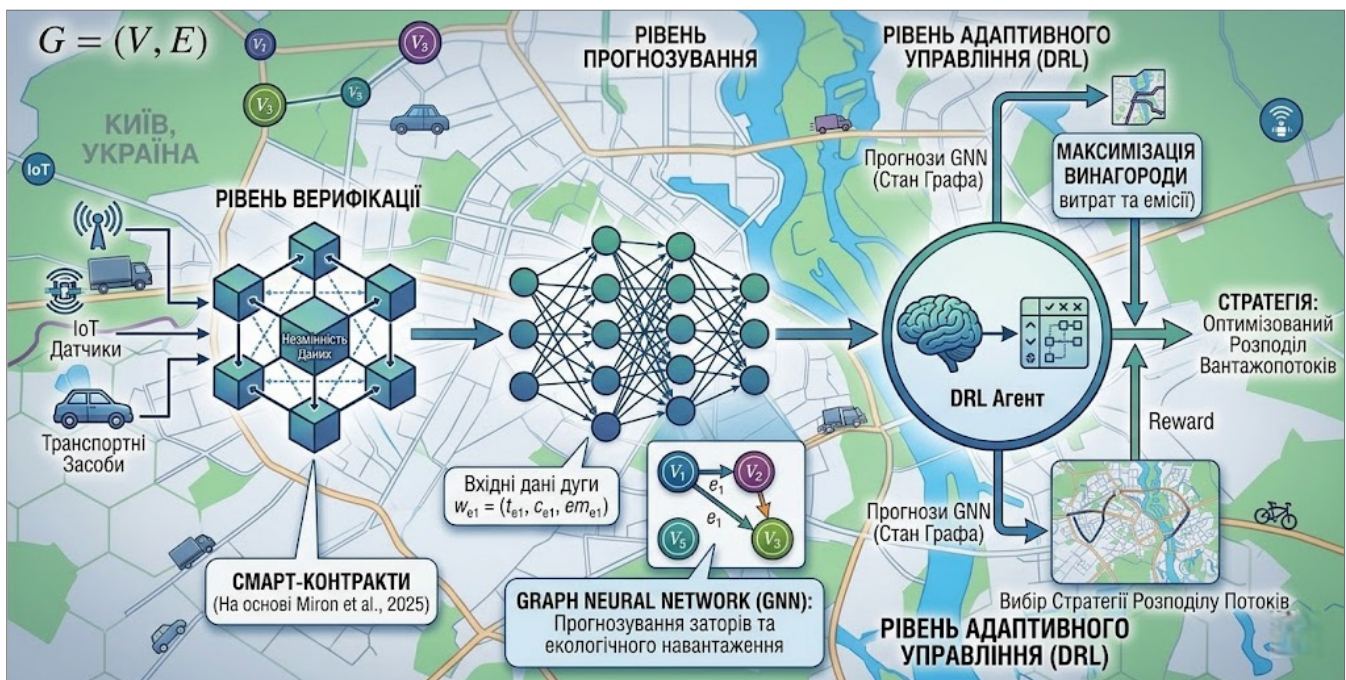 G = (V, E)
V₁
V₃
V₃
V₃
КИЇВ,
УКРАЇНА
IoT
IoT
Датчики
Транспортні
Засоби
РІВЕНЬ ВЕРИФІКАЦІЇ
Незмінність
Даних
СМАРТ-КОНТРАКТИ
(На основі Miron et al., 2025)
РІВЕНЬ
ПРОГНОЗУВАННЯ
Вхідні дані дуги
wₑ₁ = (tₑ₁, cₑ₁, emₑ₁)
V₁
e₁
V₂
e₁
V₅
V₃
GRAPH NEURAL NETWORK (GNN):
Прогнозування заторів та
екологічного навантаження
РІВЕНЬ АДАПТИВНОГО
УПРАВЛІННЯ (DRL)
Прогнози GNN
(Стан Графа)
МАКСИМІЗАЦІЯ
ВИНАГОРОДИ
витрат та емісії)
DRL Агент
СТРАТЕГІЯ:
Оптимізований
Розподіл
Вантажопотоків
Reward
Прогнози GNN
(Стан Графа)
Вибір Стратегії Розподілу Потоків
РІВЕНЬ АДАПТИВНОГО
УПРАВЛІННЯ (DRL)